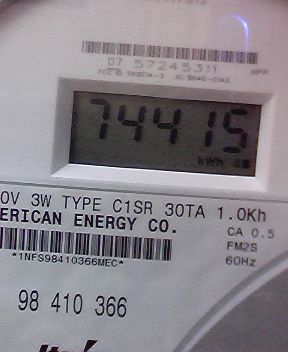 07 57245311
74415
kWh
0V 3W TYPE C1SR 30TA 1.0Kh
ERICAN ENERGY CO.
CA 0.5
FM2S
60Hz
*1NFS98410366MEC*
98 410 366